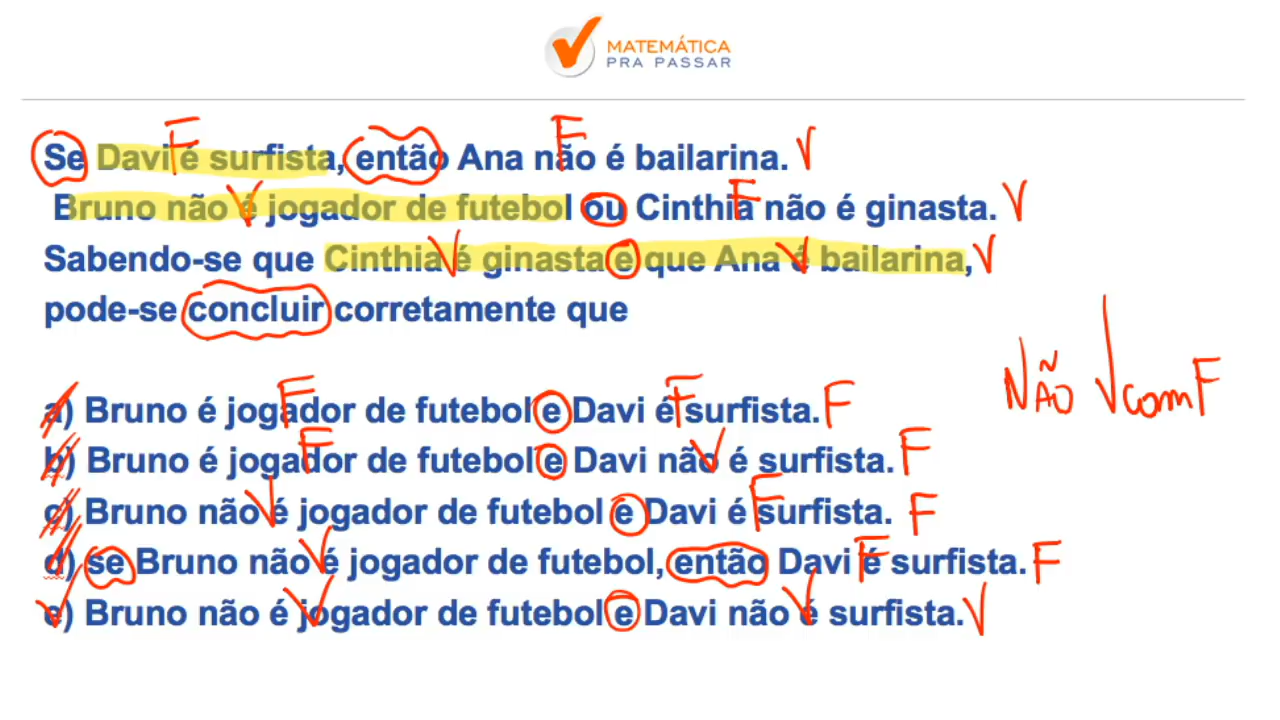 MATEMÁTICA
PRA PASSAR
F F
Se Davi é surfista, então Ana não é bailarina. V
V F
Bruno não é jogador de futebol ou Cinthia não é ginasta. V
V V
Sabendo-se que Cinthia é ginasta e que Ana é bailarina, V
pode-se concluir corretamente que
NÃO V com F
F F
a) Bruno é jogador de futebol e Davi é surfista. F
F V
b) Bruno é jogador de futebol e Davi não é surfista. F
V F
c) Bruno não é jogador de futebol e Davi é surfista. F
V F
d) se Bruno não é jogador de futebol, então Davi é surfista. F
V V
e) Bruno não é jogador de futebol e Davi não é surfista. V